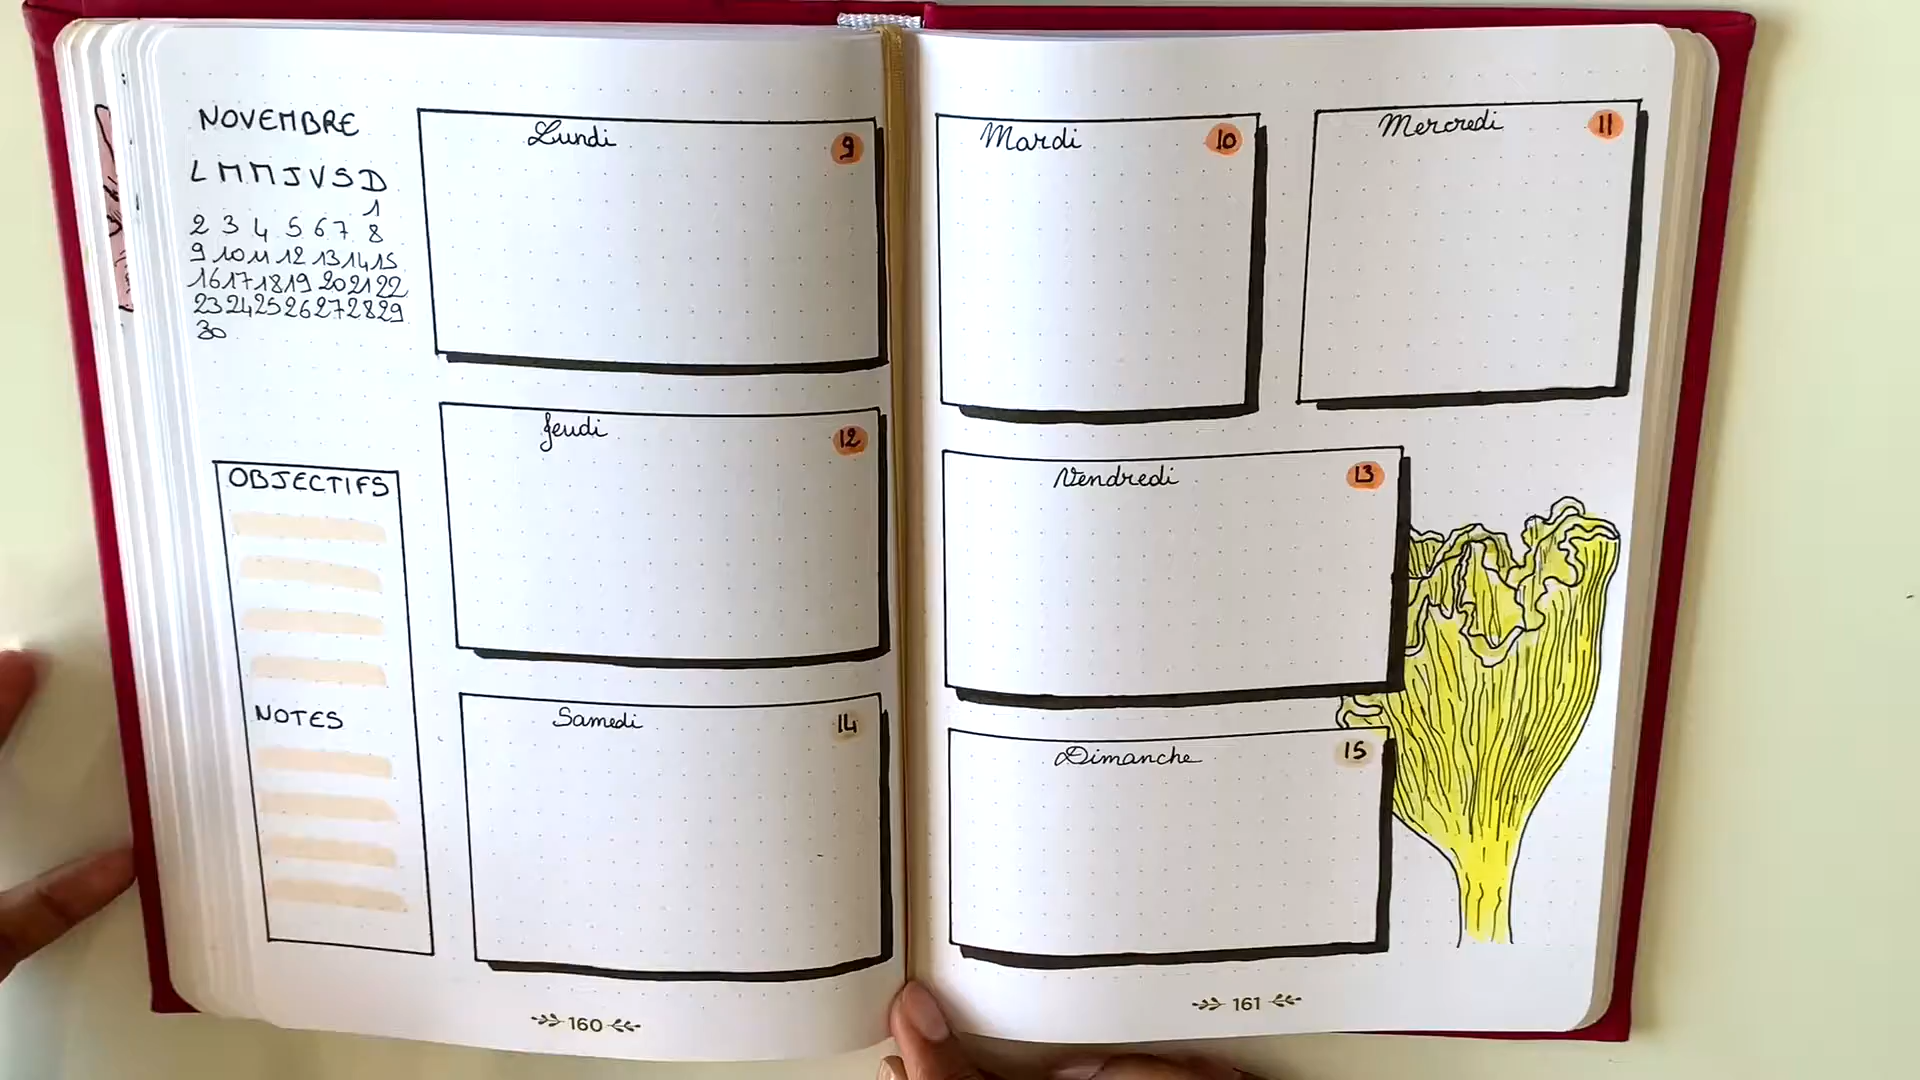 NOVEMBRE
L M M J V S D
1
2 3 4 5 6 7 8
9 10 11 12 13 14 15
16 17 18 19 20 21 22
23 24 25 26 27 28 29
30
OBJECTIFS
NOTES
Lundi 9
Jeudi 12
Samedi 14
160
Mardi 10
Mercredi 11
Vendredi 13
Dimanche 15
161